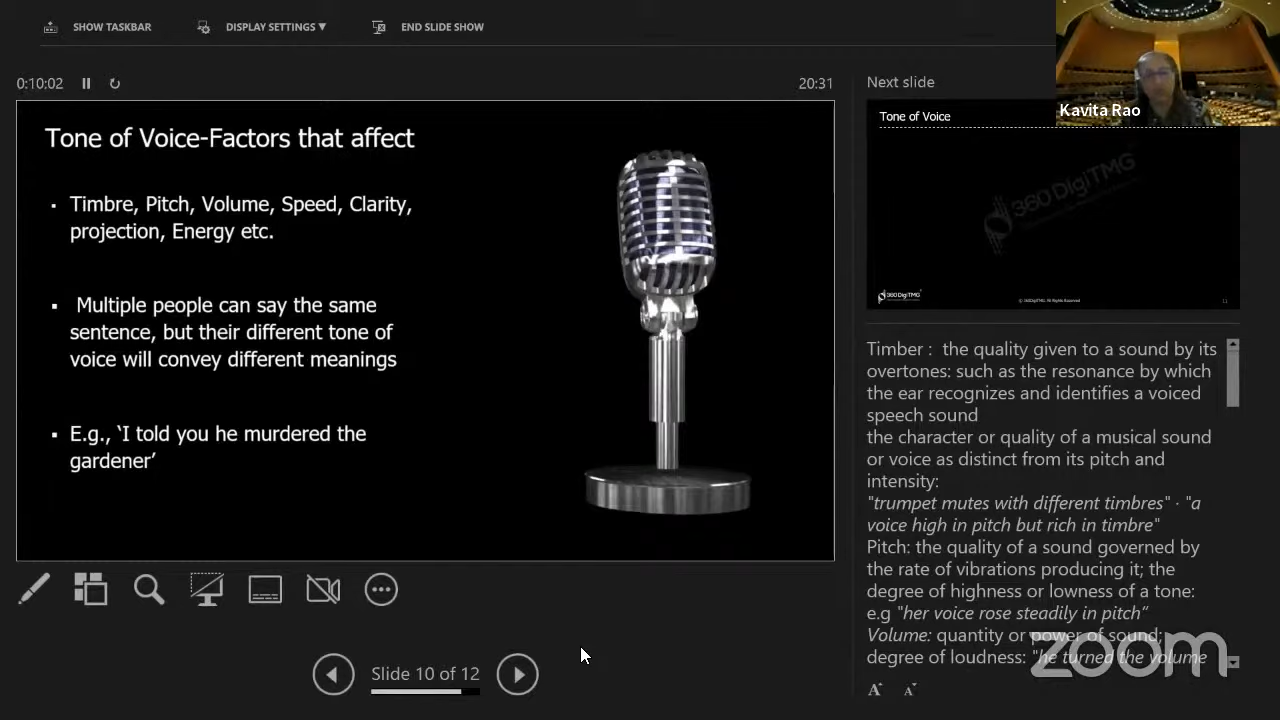 SHOW TASKBAR
DISPLAY SETTINGS ▼
END SLIDE SHOW
0:10:02
20:31
Tone of Voice-Factors that affect
▪ Timbre, Pitch, Volume, Speed, Clarity,
projection, Energy etc.
▪ Multiple people can say the same
sentence, but their different tone of
voice will convey different meanings
▪ E.g., ‘I told you he murdered the
gardener’
Slide 10 of 12
Next slide
Kavita Rao
Tone of Voice
360DigiTMG
360DigiTMG
© 360DigiTMG. All Rights Reserved
11
Timber : the quality given to a sound by its
overtones: such as the resonance by which
the ear recognizes and identifies a voiced
speech sound
the character or quality of a musical sound
or voice as distinct from its pitch and
intensity:
"trumpet mutes with different timbres" · "a
voice high in pitch but rich in timbre"
Pitch: the quality of a sound governed by
the rate of vibrations producing it; the
degree of highness or lowness of a tone:
e.g "her voice rose steadily in pitch”
Volume: quantity or power of sound;
degree of loudness: "he turned the volume
zoom
A A